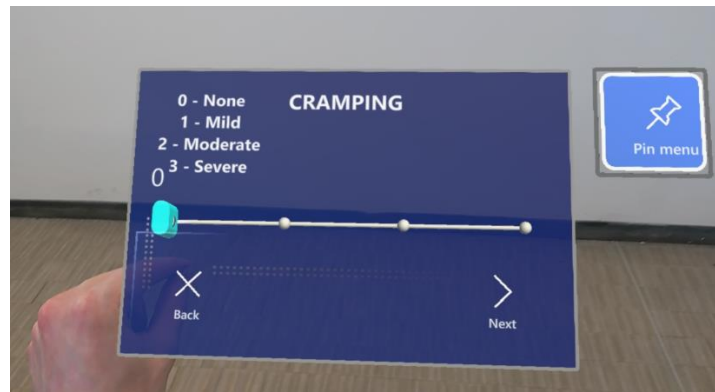 0 - None
CRAMPING
1 - Mild
2 - Moderate
3 - Severe
0
Pin menu
Back
Next